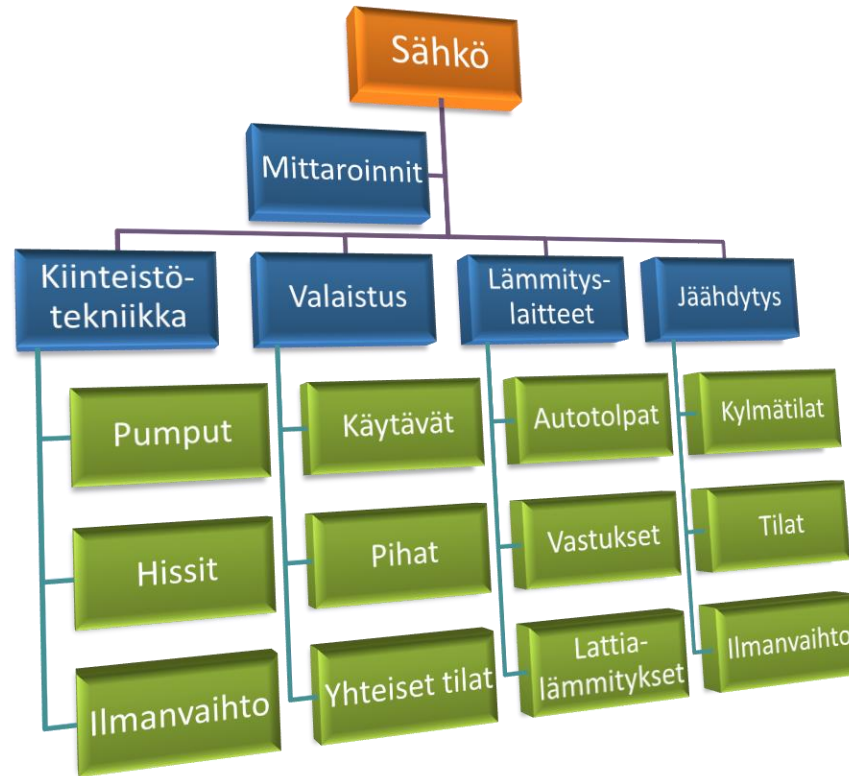 Sähkö
Mittaroinnit
Kiinteistö-
tekniikka
Valaistus
Lämmitys-
laitteet
Jäähdytys
Pumput
Käytävät
Autotolpat
Kylmätilat
Hissit
Pihat
Vastukset
Tilat
Ilmanvaihto
Yhteiset tilat
Lattia-
lämmitykset
Ilmanvaihto